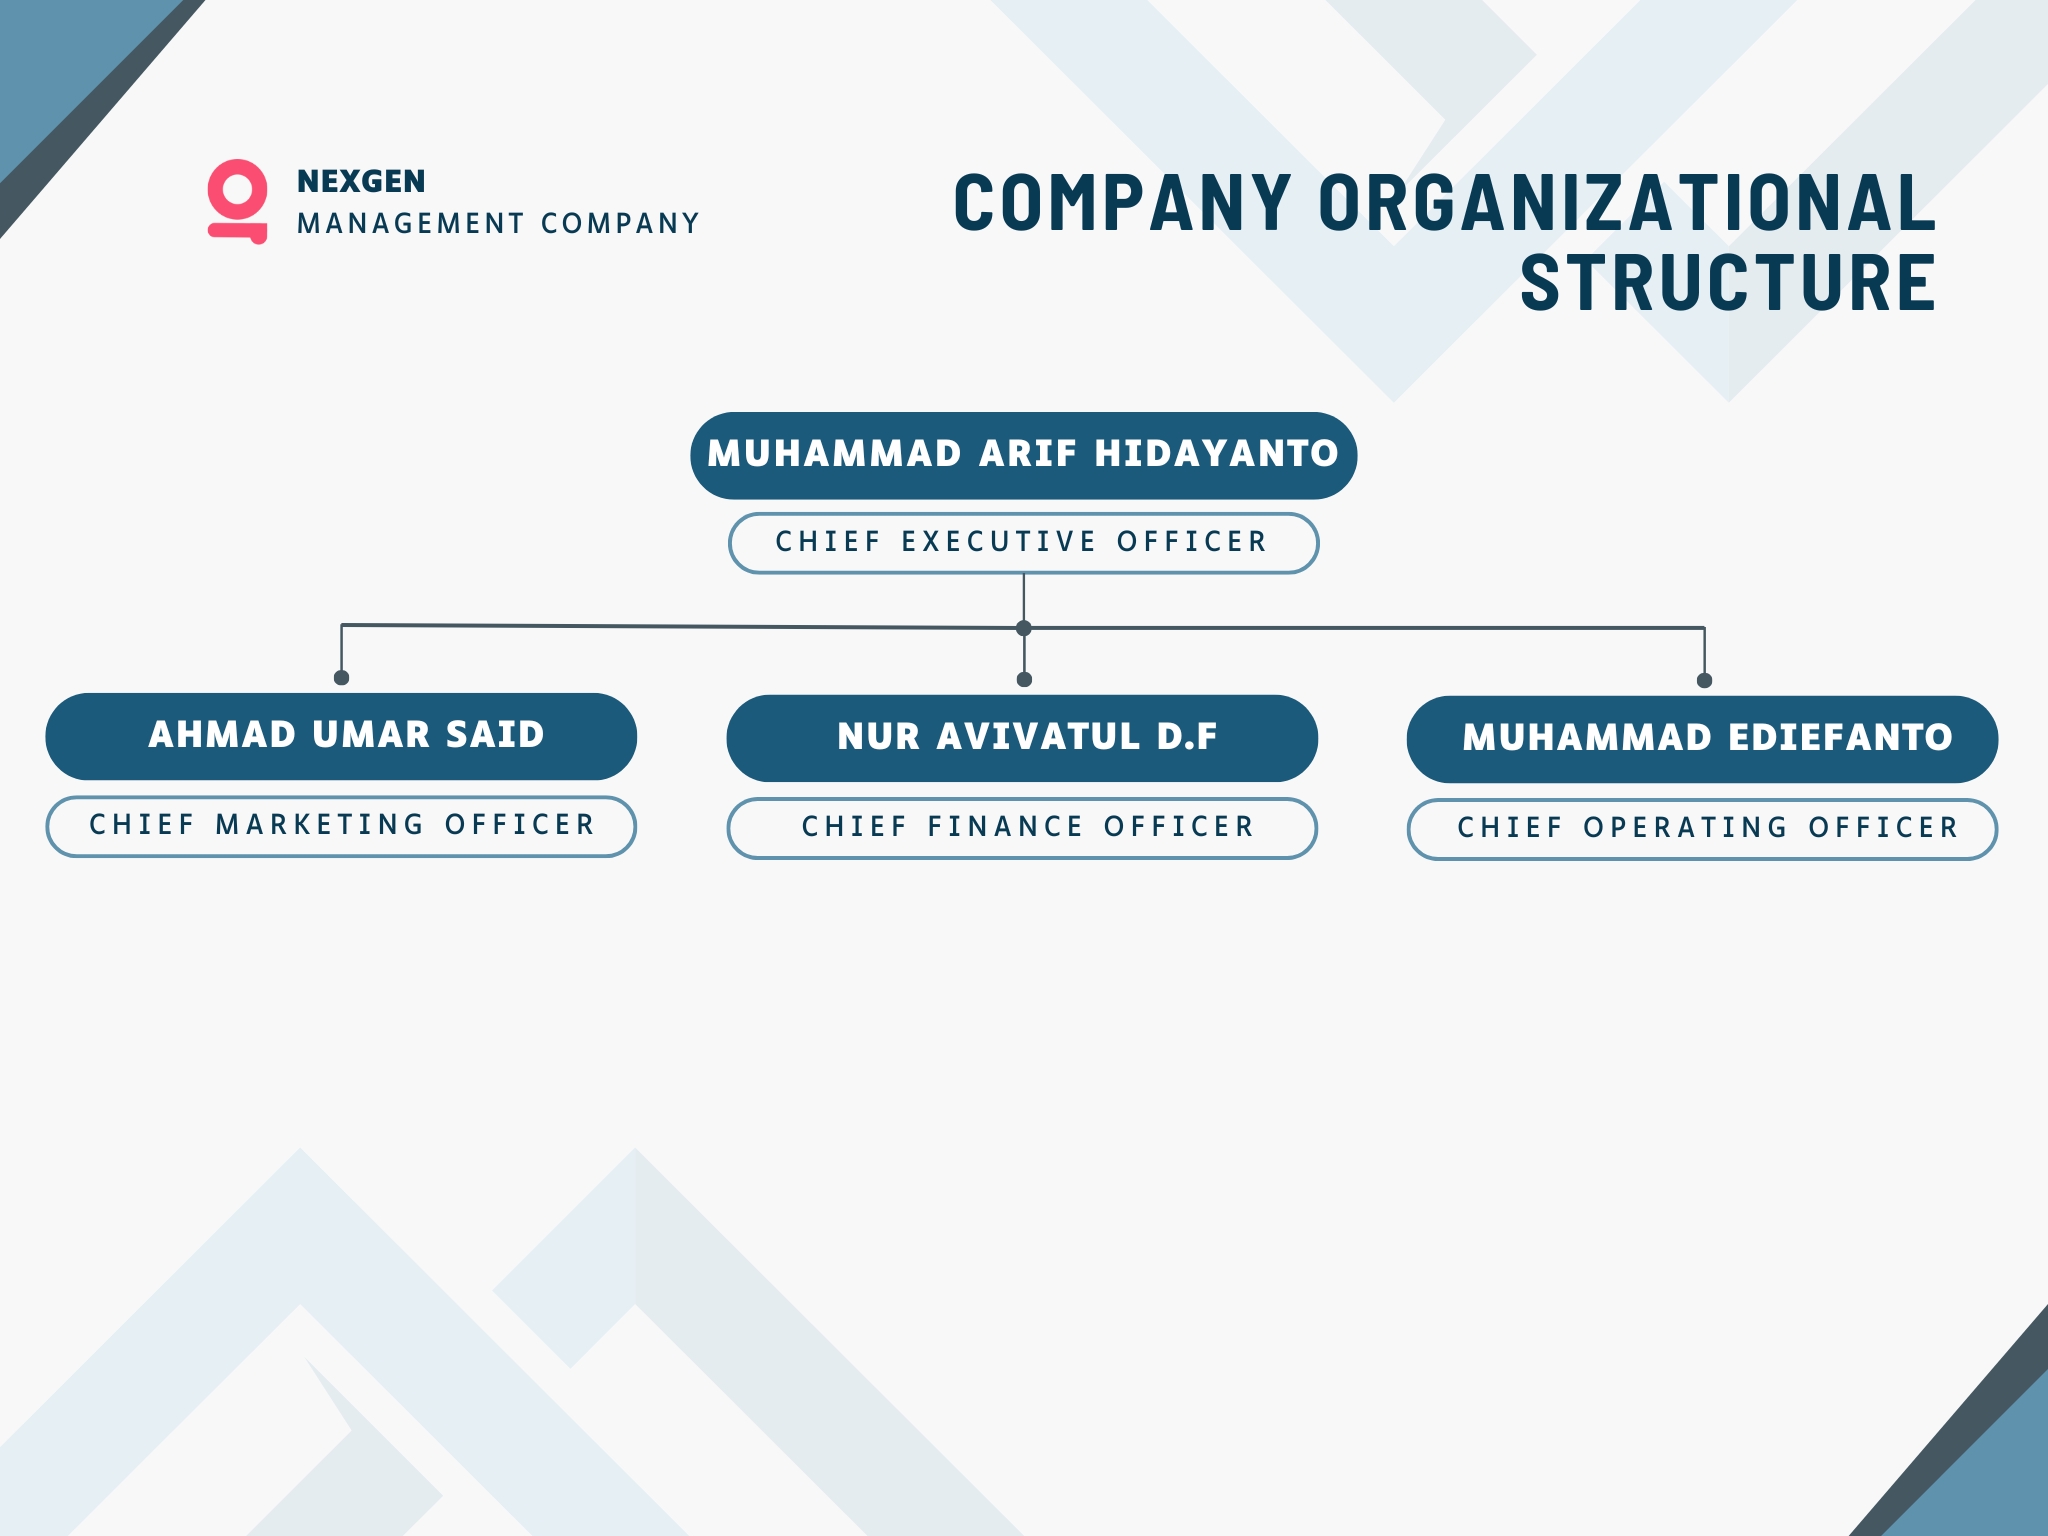 NEXGEN
MANAGEMENT COMPANY
COMPANY ORGANIZATIONAL
STRUCTURE
MUHAMMAD ARIF HIDAYANTO
CHIEF EXECUTIVE OFFICER
AHMAD UMAR SAID
CHIEF MARKETING OFFICER
NUR AVIVATUL D.F
CHIEF FINANCE OFFICER
MUHAMMAD EDIEFANTO
CHIEF OPERATING OFFICER